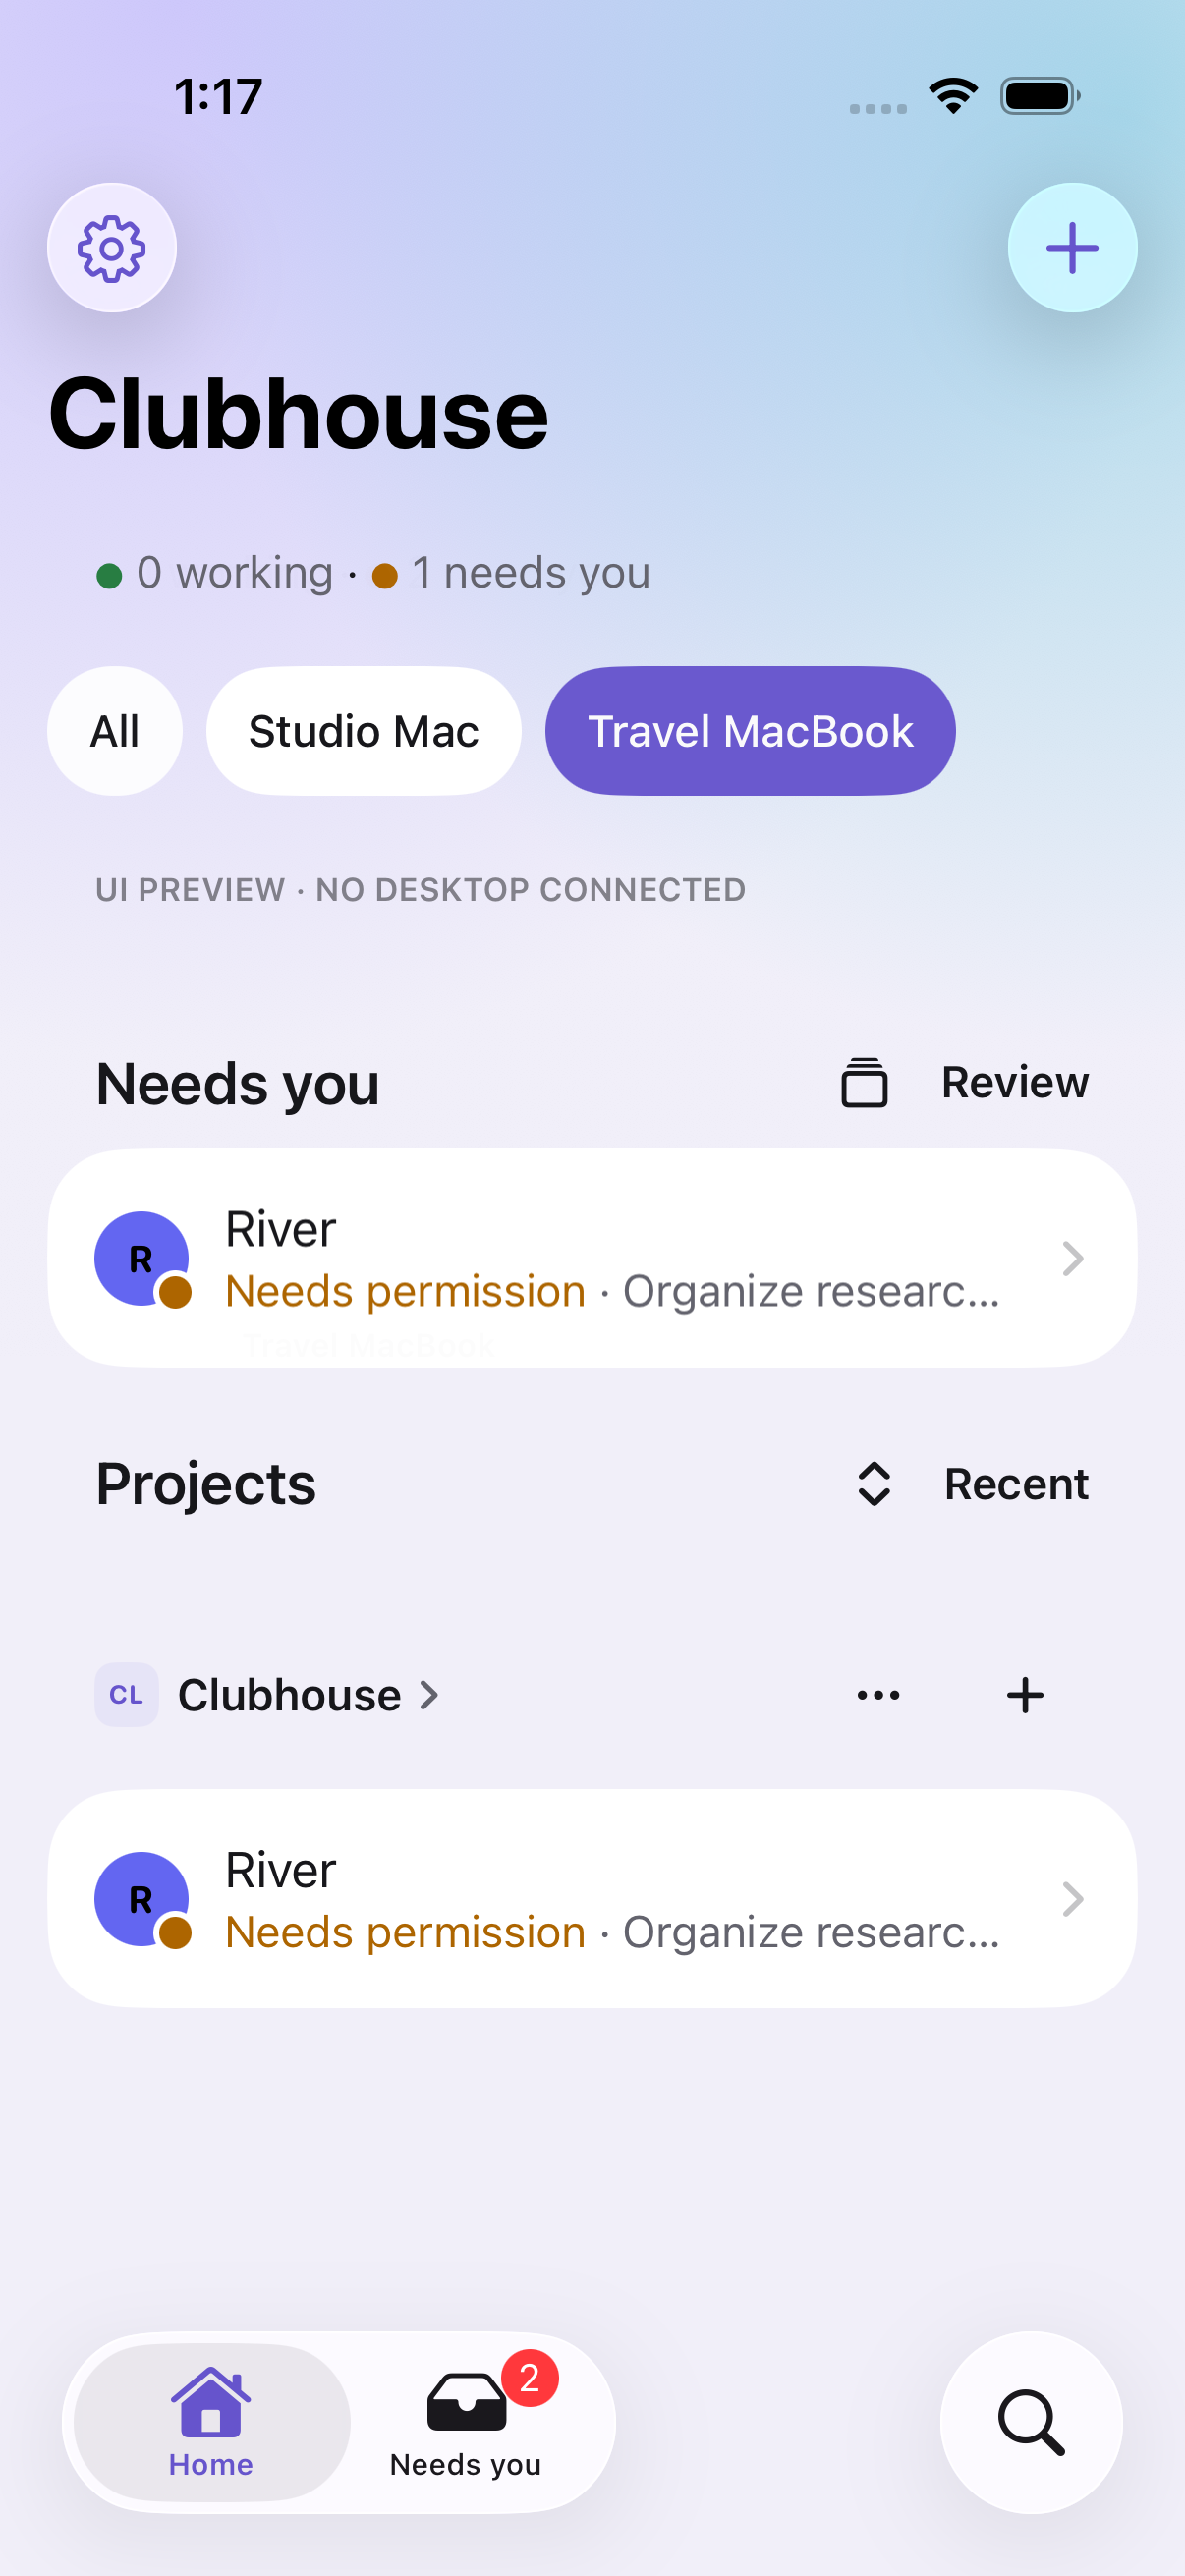 1:17
Clubhouse
0 working · 1 needs you
All Studio Mac Travel MacBook
UI PREVIEW · NO DESKTOP CONNECTED
Needs you Review
R River
Needs permission · Organize researc...
Travel MacBook
Projects Recent
CL Clubhouse
R River
Needs permission · Organize researc...
2
Home Needs you